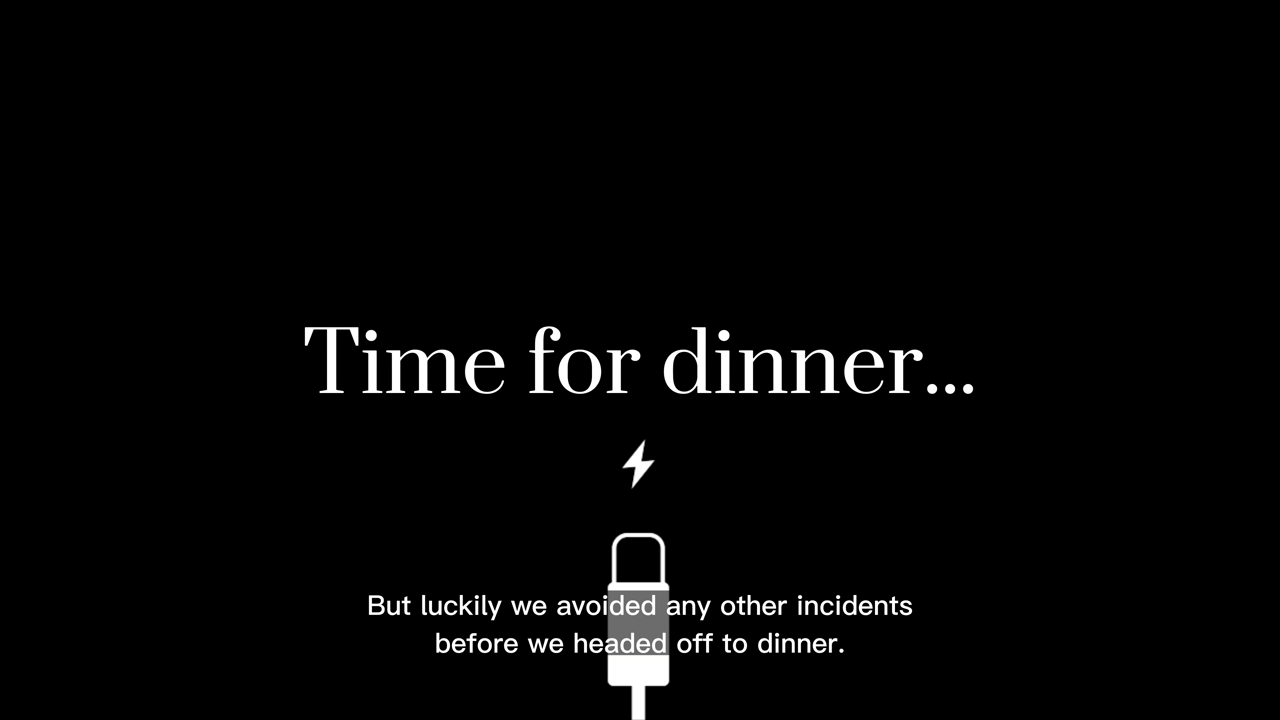 Time for dinner...
But luckily we avoided any other incidents
before we headed off to dinner.